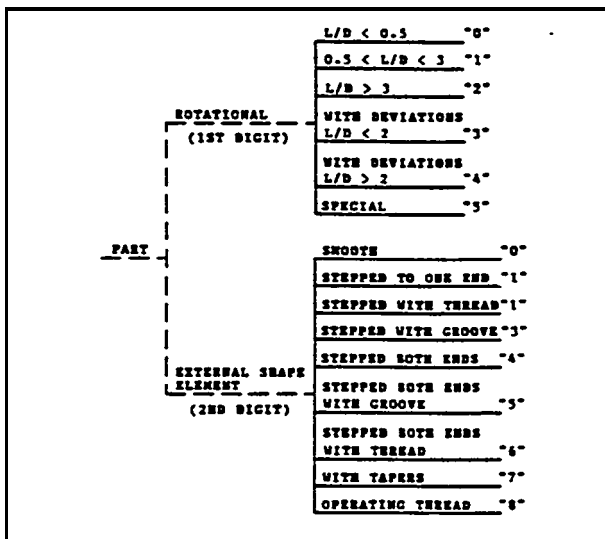 L/D < 0.5 "0"
0.5 < L/D < 3 "1"
L/D > 3 "2"
WITH DEVIATIONS
L/D < 2 "3"
WITH DEVIATIONS
L/D > 2 "4"
SPECIAL "5"
ROTATIONAL
(1ST DIGIT)
PART
SMOOTH "0"
STEPPED TO ONE END "1"
STEPPED WITH THREAD "1"
STEPPED WITH GROOVE "3"
STEPPED BOTH ENDS "4"
STEPPED BOTH ENDS
WITH GROOVE "5"
STEPPED BOTH ENDS
WITH THREAD "6"
WITH TAPERS "7"
OPERATING THREAD "8"
EXTERNAL SHAPE
ELEMENT
(2ND DIGIT)